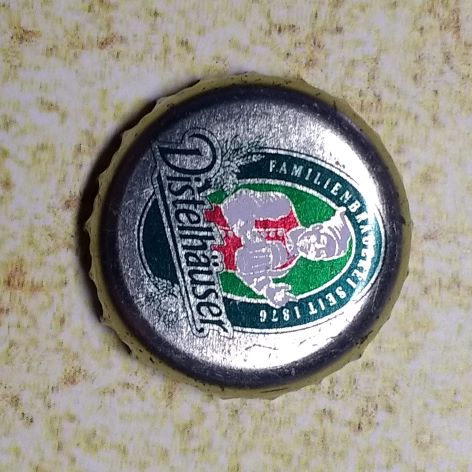 FAMILIENBRAUEREI SEIT 1876
Distelhäuser